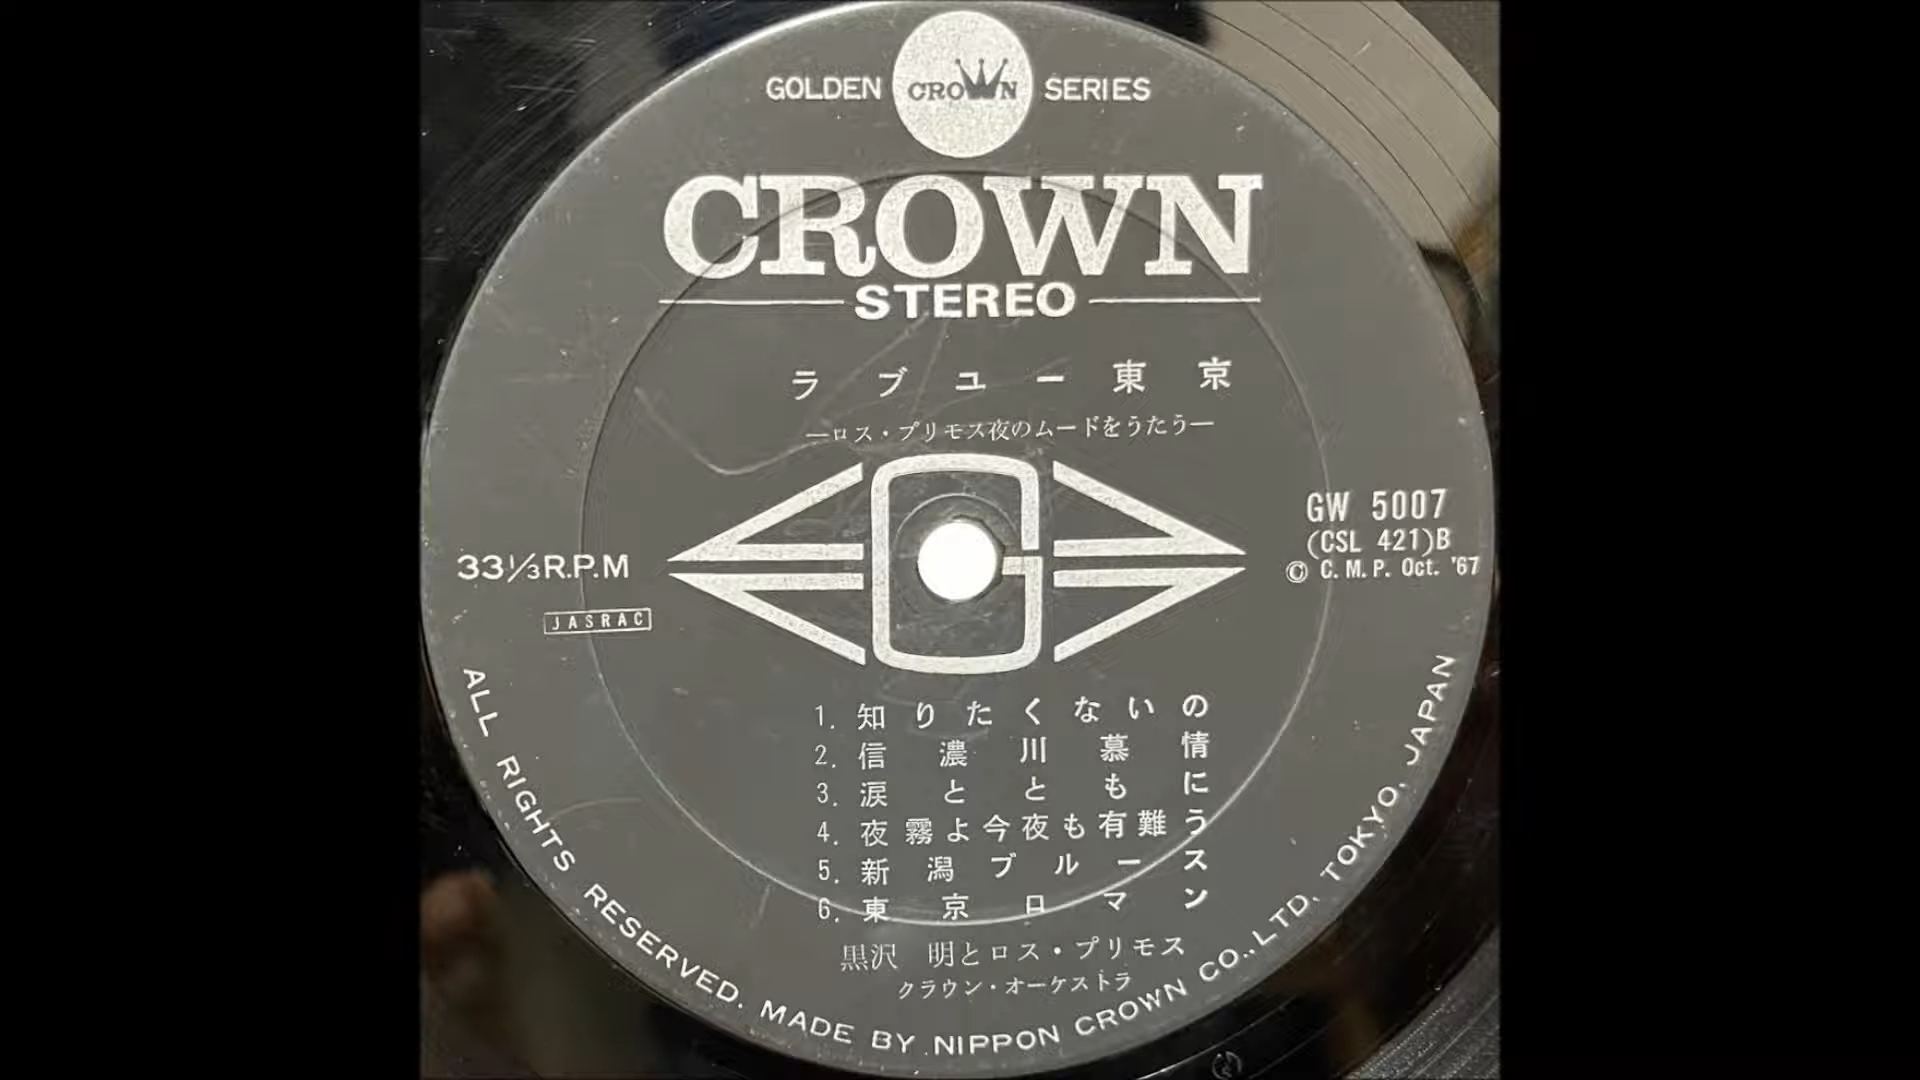 GOLDEN CROWN SERIES
CROWN
STEREO
ラブユー東京
―ロス・プリモス夜のムードをうたう―
GW 5007
(CSL 421)B
© C.M.P. Oct. '67
33⅓R.P.M
JASRAC
1. 知りたくないの
2. 信濃川慕情
3. 涙とともに
4. 夜霧よ今夜も有難う
5. 新潟ブルース
6. 東京ロマン
黒沢 明とロス・プリモス
クラウン・オーケストラ
ALL RIGHTS RESERVED. MADE BY NIPPON CROWN CO., LTD, TOKYO, JAPAN